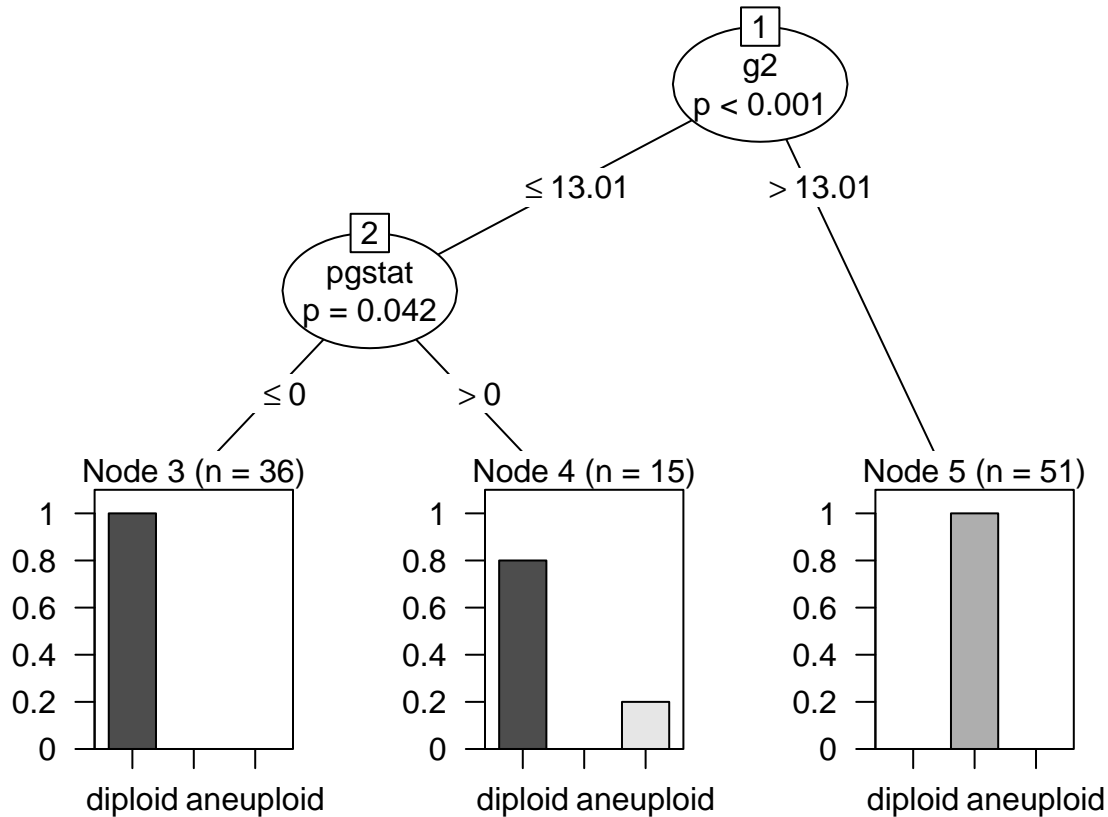 1
g2
p < 0.001
≤ 13.01
> 13.01
2
pgstat
p = 0.042
≤ 0
> 0
Node 3 (n = 36)
1
0.8
0.6
0.4
0.2
0
diploid aneuploid
Node 4 (n = 15)
1
0.8
0.6
0.4
0.2
0
diploid aneuploid
Node 5 (n = 51)
1
0.8
0.6
0.4
0.2
0
diploid aneuploid